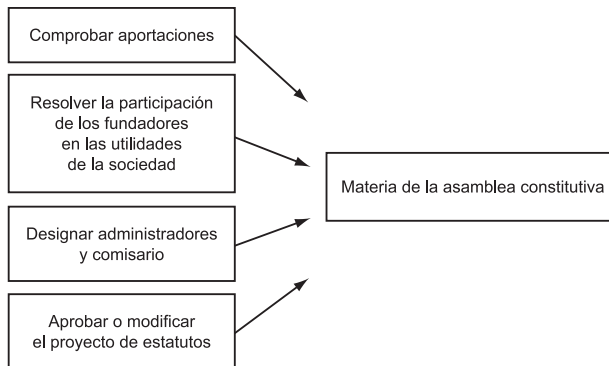 Comprobar aportaciones
Resolver la participación
de los fundadores
en las utilidades
de la sociedad
Designar administradores
y comisario
Aprobar o modificar
el proyecto de estatutos
Materia de la asamblea constitutiva